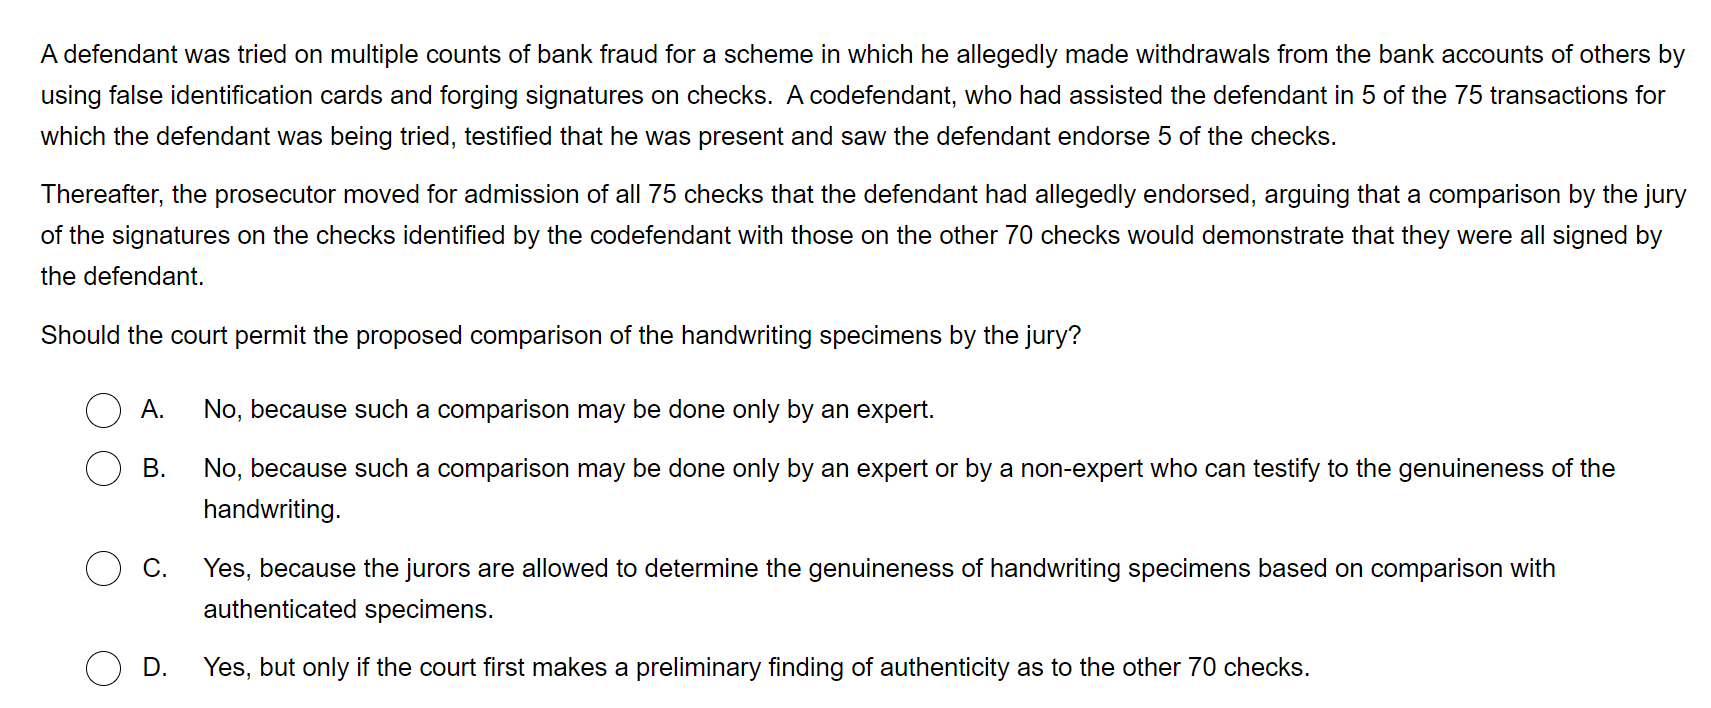 A defendant was tried on multiple counts of bank fraud for a scheme in which he allegedly made withdrawals from the bank accounts of others by
using false identification cards and forging signatures on checks.  A codefendant, who had assisted the defendant in 5 of the 75 transactions for
which the defendant was being tried, testified that he was present and saw the defendant endorse 5 of the checks.
Thereafter, the prosecutor moved for admission of all 75 checks that the defendant had allegedly endorsed, arguing that a comparison by the jury
of the signatures on the checks identified by the codefendant with those on the other 70 checks would demonstrate that they were all signed by
the defendant.
Should the court permit the proposed comparison of the handwriting specimens by the jury?
A. No, because such a comparison may be done only by an expert.
B. No, because such a comparison may be done only by an expert or by a non-expert who can testify to the genuineness of the
handwriting.
C. Yes, because the jurors are allowed to determine the genuineness of handwriting specimens based on comparison with
authenticated specimens.
D. Yes, but only if the court first makes a preliminary finding of authenticity as to the other 70 checks.